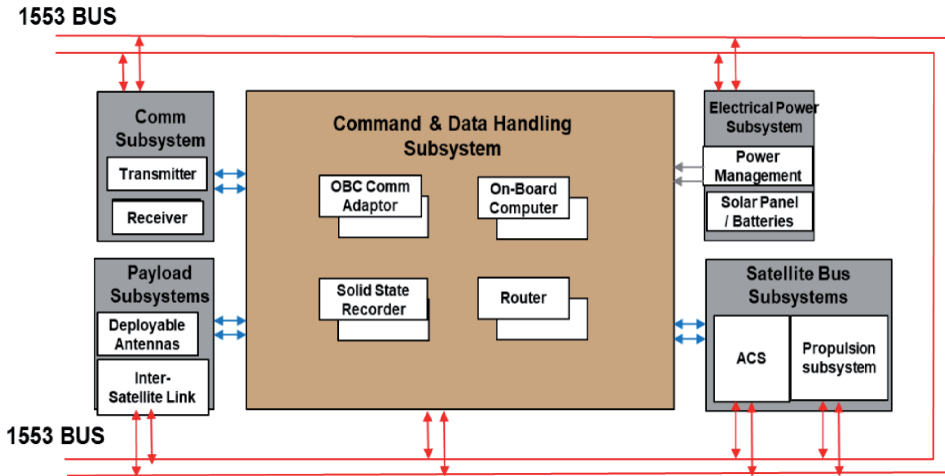 1553 BUS
Comm
Subsystem
Transmitter
Receiver
Command & Data Handling
Subsystem
OBC Comm
Adaptor
On-Board
Computer
Solid State
Recorder
Router
Electrical Power
Subsystem
Power
Management
Solar Panel
/ Batteries
Payload
Subsystems
Deployable
Antennas
Inter-
Satellite Link
Satellite Bus
Subsystems
ACS
Propulsion
subsystem
1553 BUS